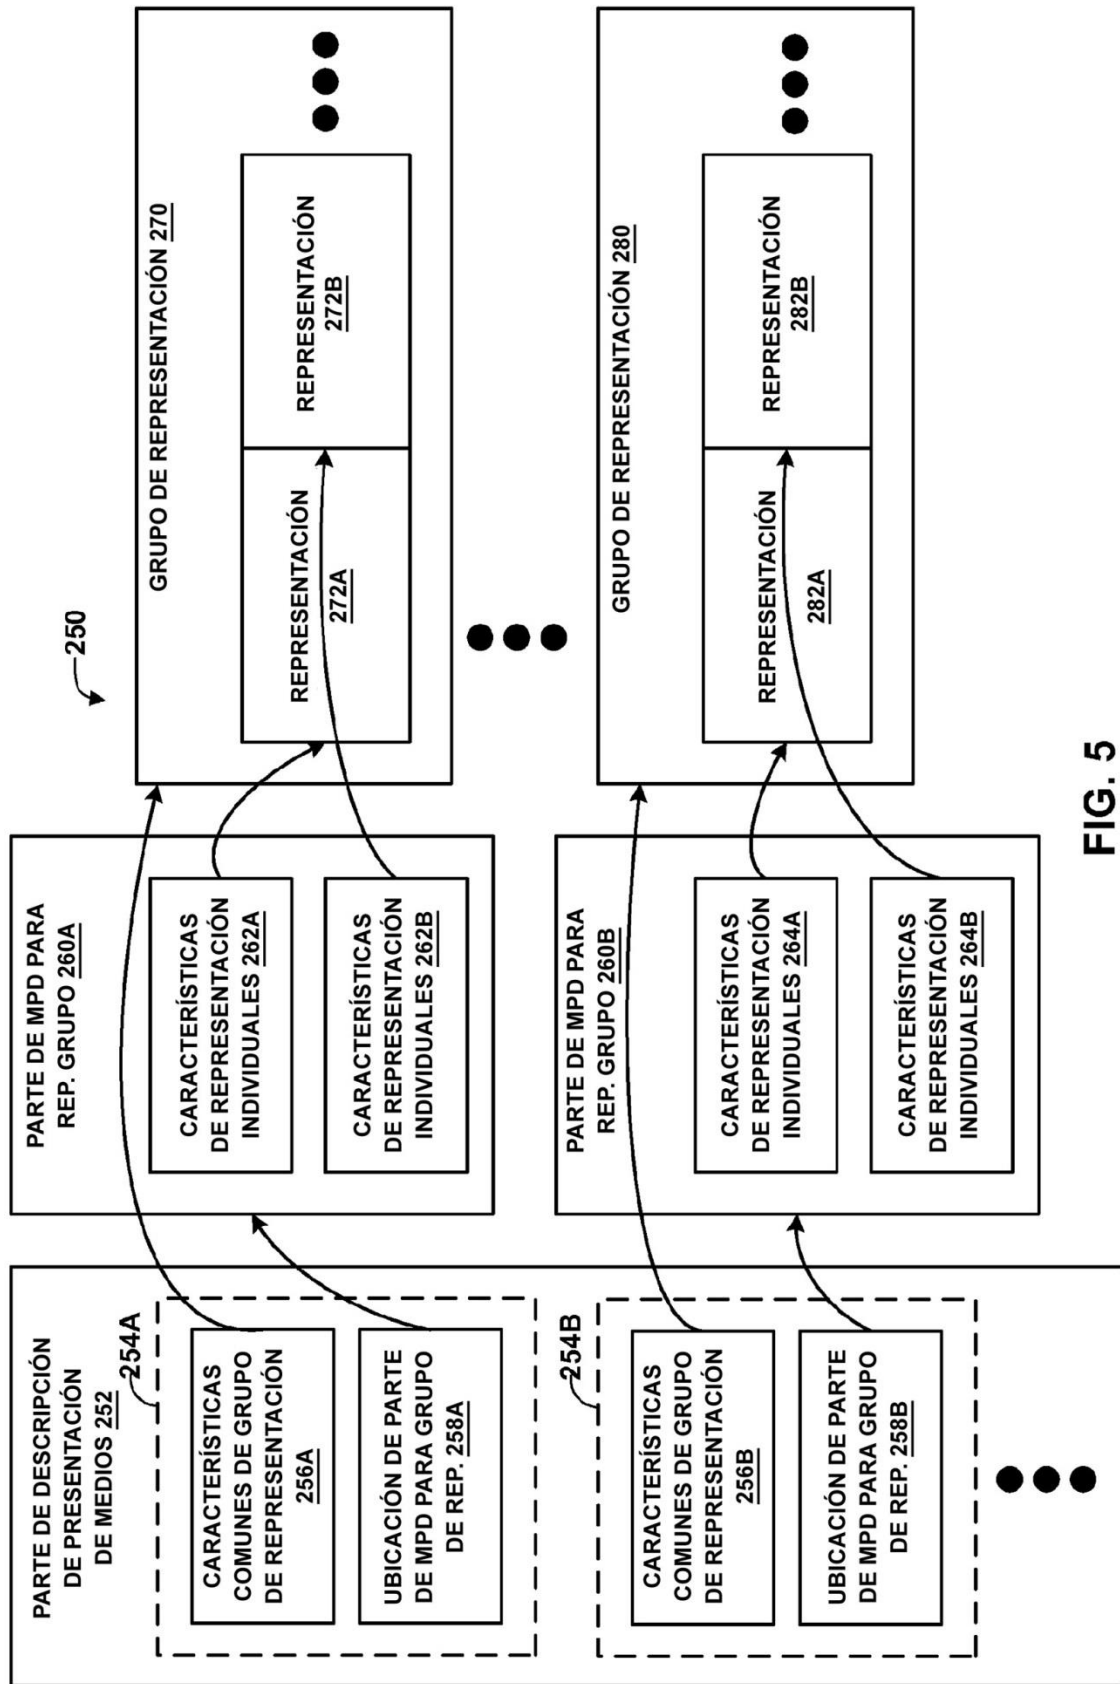 PARTE DE DESCRIPCIÓN
DE PRESENTACIÓN
DE MEDIOS 252
254A
CARACTERÍSTICAS
COMUNES DE GRUPO
DE REPRESENTACIÓN
256A
UBICACIÓN DE PARTE
DE MPD PARA GRUPO
DE REP. 258A
254B
CARACTERÍSTICAS
COMUNES DE GRUPO
DE REPRESENTACIÓN
256B
UBICACIÓN DE PARTE
DE MPD PARA GRUPO
DE REP. 258B
PARTE DE MPD PARA
REP. GRUPO 260A
CARACTERÍSTICAS
DE REPRESENTACIÓN
INDIVIDUALES 262A
CARACTERÍSTICAS
DE REPRESENTACIÓN
INDIVIDUALES 262B
PARTE DE MPD PARA
REP. GRUPO 260B
CARACTERÍSTICAS
DE REPRESENTACIÓN
INDIVIDUALES 264A
CARACTERÍSTICAS
DE REPRESENTACIÓN
INDIVIDUALES 264B
250
GRUPO DE REPRESENTACIÓN 270
REPRESENTACIÓN
272A
REPRESENTACIÓN
272B
GRUPO DE REPRESENTACIÓN 280
REPRESENTACIÓN
282A
REPRESENTACIÓN
282B
FIG. 5